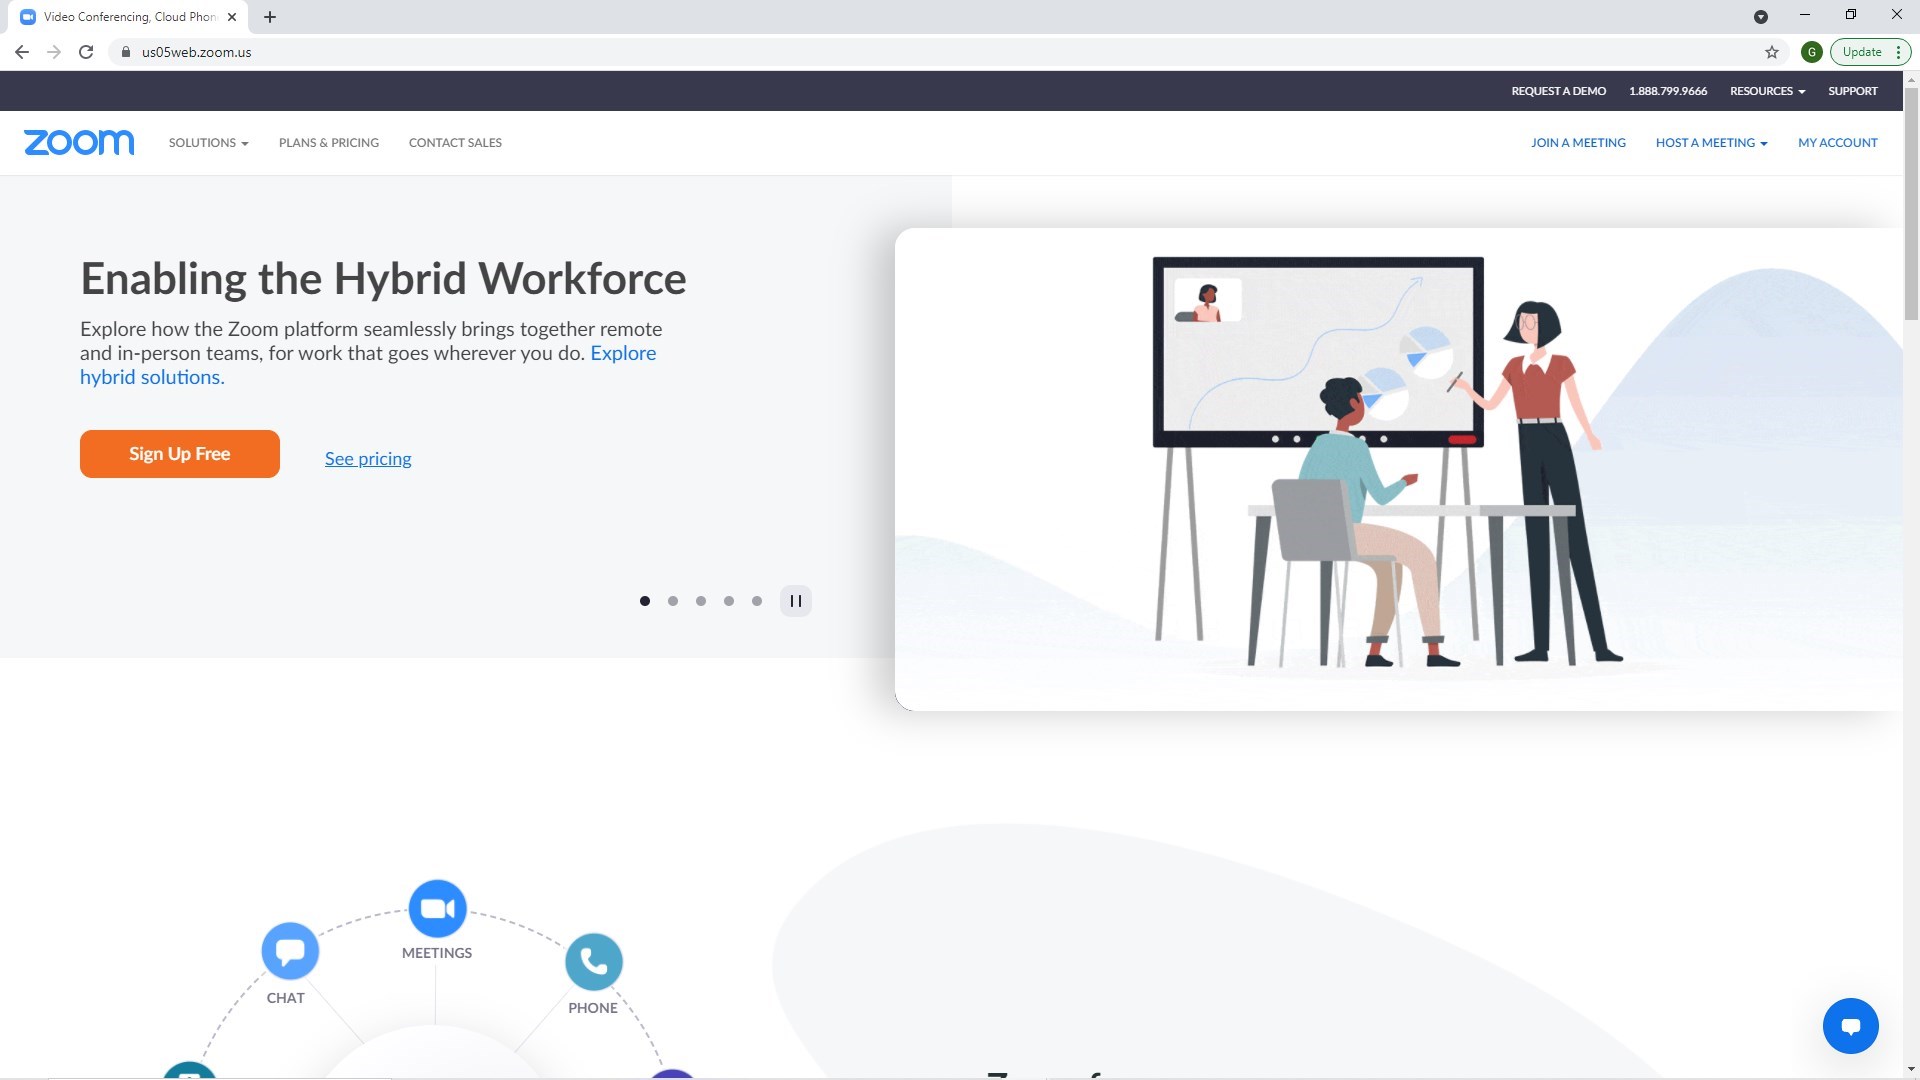 Video Conferencing, Cloud Phon
us05web.zoom.us
G
Update
REQUEST A DEMO
1.888.799.9666
RESOURCES
SUPPORT
zoom
SOLUTIONS
PLANS & PRICING
CONTACT SALES
JOIN A MEETING
HOST A MEETING
MY ACCOUNT
Enabling the Hybrid Workforce
Explore how the Zoom platform seamlessly brings together remote
and in-person teams, for work that goes wherever you do. Explore
hybrid solutions.
Sign Up Free
See pricing
MEETINGS
CHAT
PHONE